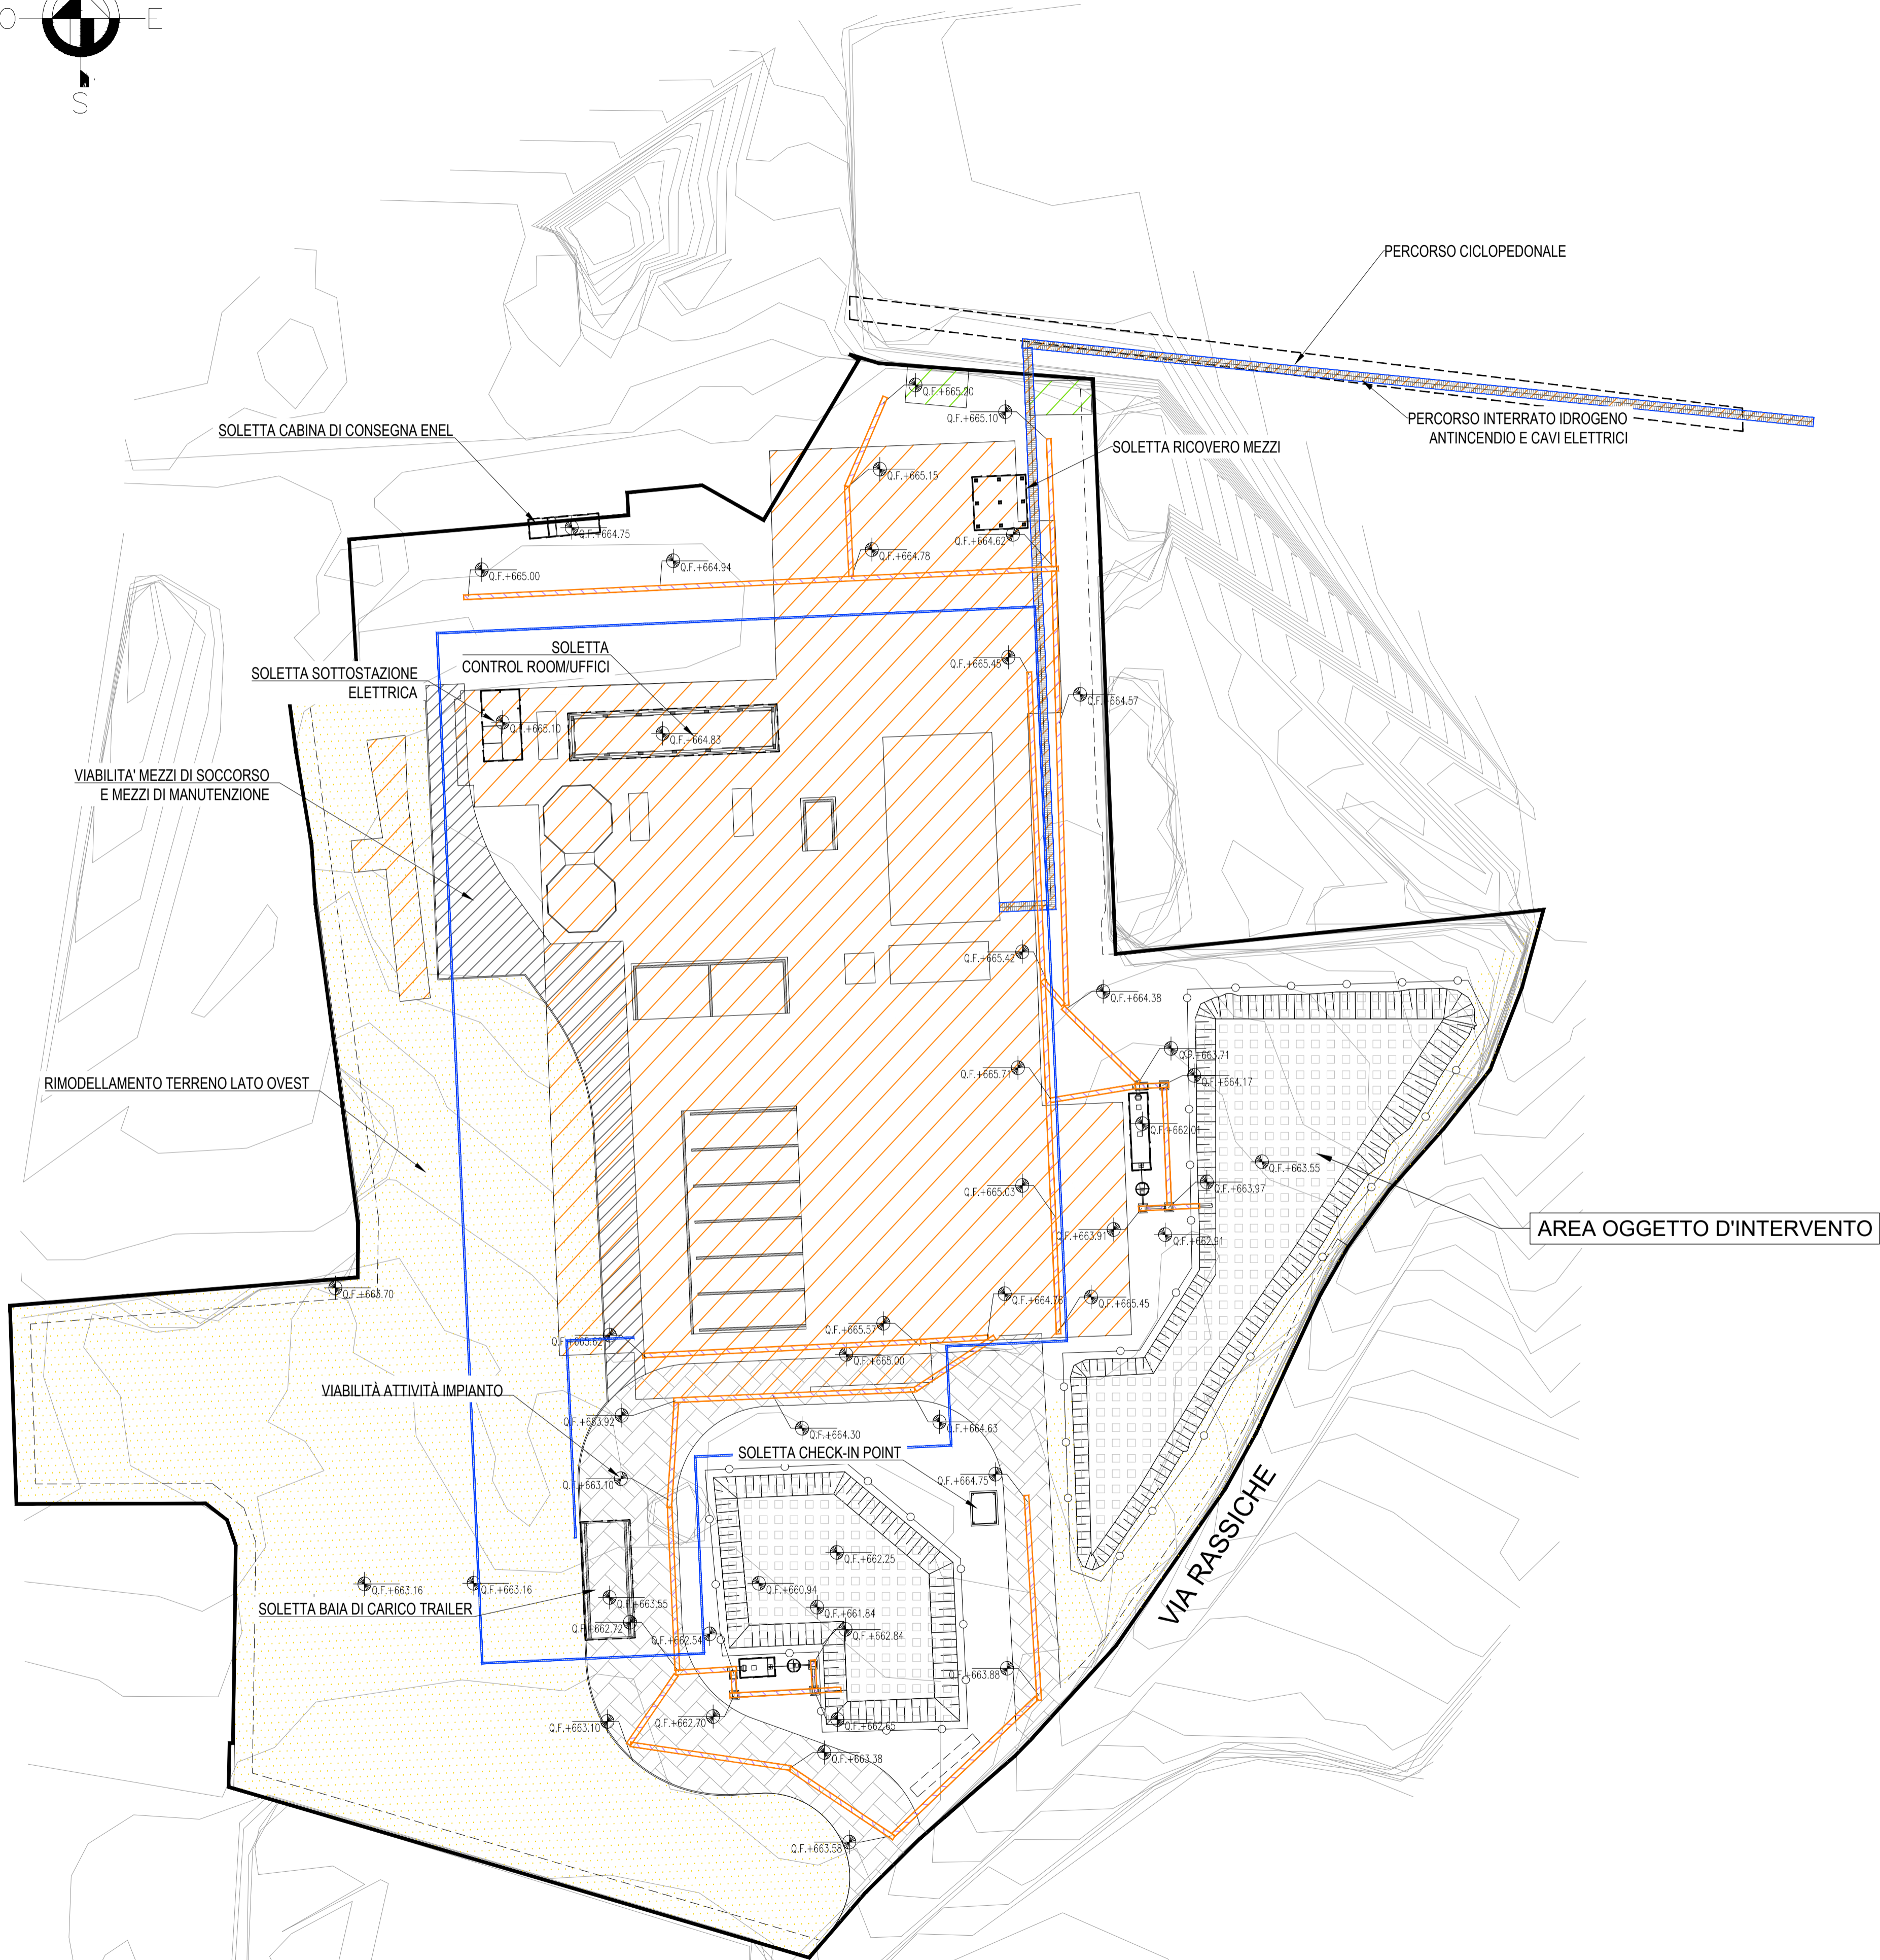 O
E
S
PERCORSO CICLOPEDONALE
PERCORSO INTERRATO IDROGENO
ANTINCENDIO E CAVI ELETTRICI
Q.F.+665.20
Q.F.+665.10
SOLETTA CABINA DI CONSEGNA ENEL
SOLETTA RICOVERO MEZZI
Q.F.+665.15
Q.F.+664.75
Q.F.+664.62
Q.F.+664.78
Q.F.+664.94
Q.F.+665.00
SOLETTA
CONTROL ROOM/UFFICI
Q.F.+665.45
SOLETTA SOTTOSTAZIONE
ELETTRICA
Q.F.+664.57
Q.F.+665.10
Q.F.+664.83
VIABILITA' MEZZI DI SOCCORSO
E MEZZI DI MANUTENZIONE
Q.F.+665.42
Q.F.+664.38
Q.F.+663.71
Q.F.+665.71
Q.F.+664.17
RIMODELLAMENTO TERRENO LATO OVEST
Q.F.+662.01
Q.F.+663.55
Q.F.+665.03
Q.F.+663.97
AREA OGGETTO D'INTERVENTO
Q.F.+663.91
Q.F.+662.91
Q.F.+663.70
Q.F.+664.78
Q.F.+665.45
Q.F.+665.57
Q.F.+665.62
Q.F.+665.00
VIABILITÀ ATTIVITÀ IMPIANTO
Q.F.+663.92
Q.F.+664.30
Q.F.+664.63
SOLETTA CHECK-IN POINT
Q.F.+663.10
Q.F.+664.75
VIA RASSICHE
Q.F.+662.25
Q.F.+663.16
Q.F.+663.16
Q.F.+660.94
Q.F.+663.55
SOLETTA BAIA DI CARICO TRAILER
Q.F.+661.84
Q.F.+662.72
Q.F.+662.54
Q.F.+662.84
Q.F.+663.88
Q.F.+663.10
Q.F.+662.70
Q.F.+662.65
Q.F.+663.38
Q.F.+663.58